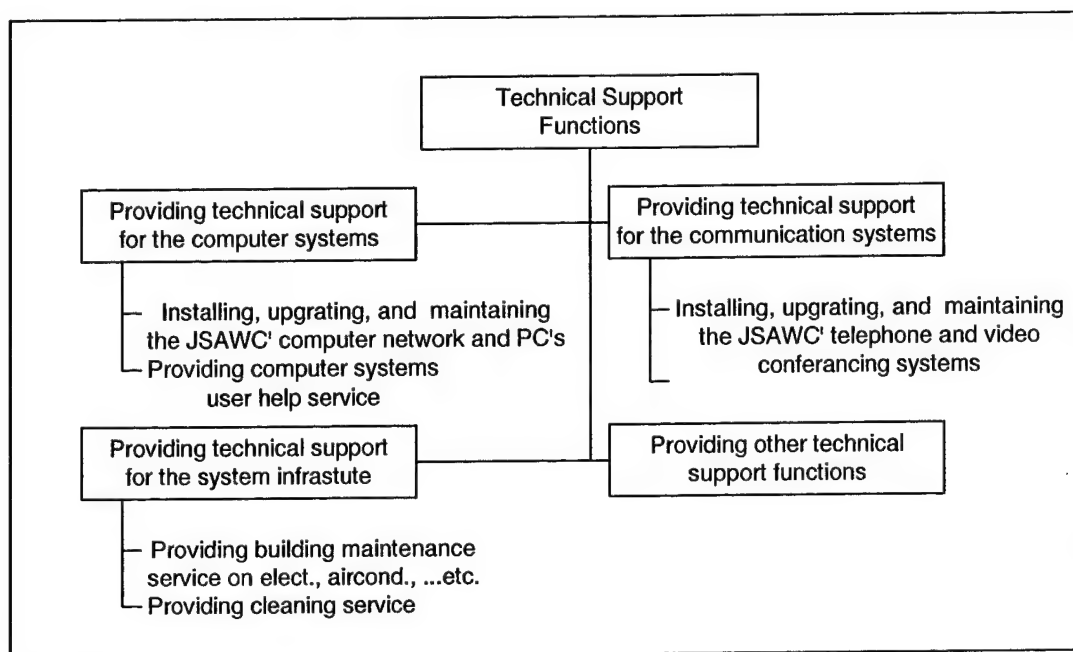 Technical Support
Functions
Providing technical support
for the computer systems
Installing, upgrating, and maintaining
the JSAWC' computer network and PC's
Providing computer systems
user help service
Providing technical support
for the communication systems
Installing, upgrating, and maintaining
the JSAWC' telephone and video
conferancing systems
Providing technical support
for the system infrastute
Providing building maintenance
service on elect., aircond., ...etc.
Providing cleaning service
Providing other technical
support functions